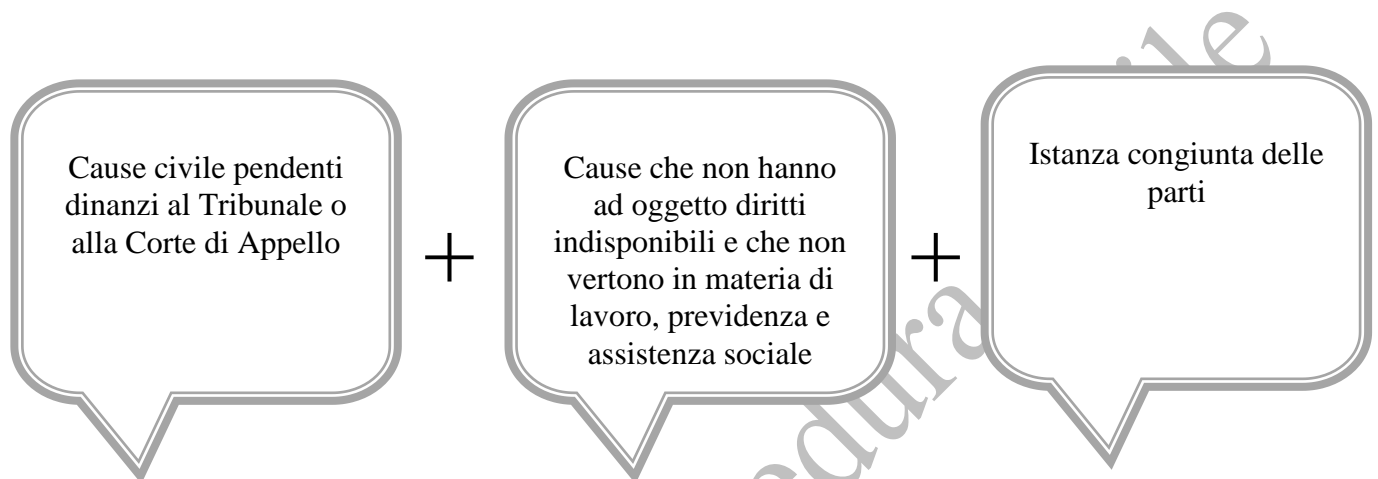 Cause civile pendenti
dinanzi al Tribunale o
alla Corte di Appello
+
Cause che non hanno
ad oggetto diritti
indisponibili e che non
vertono in materia di
lavoro, previdenza e
assistenza sociale
+
Istanza congiunta delle
parti